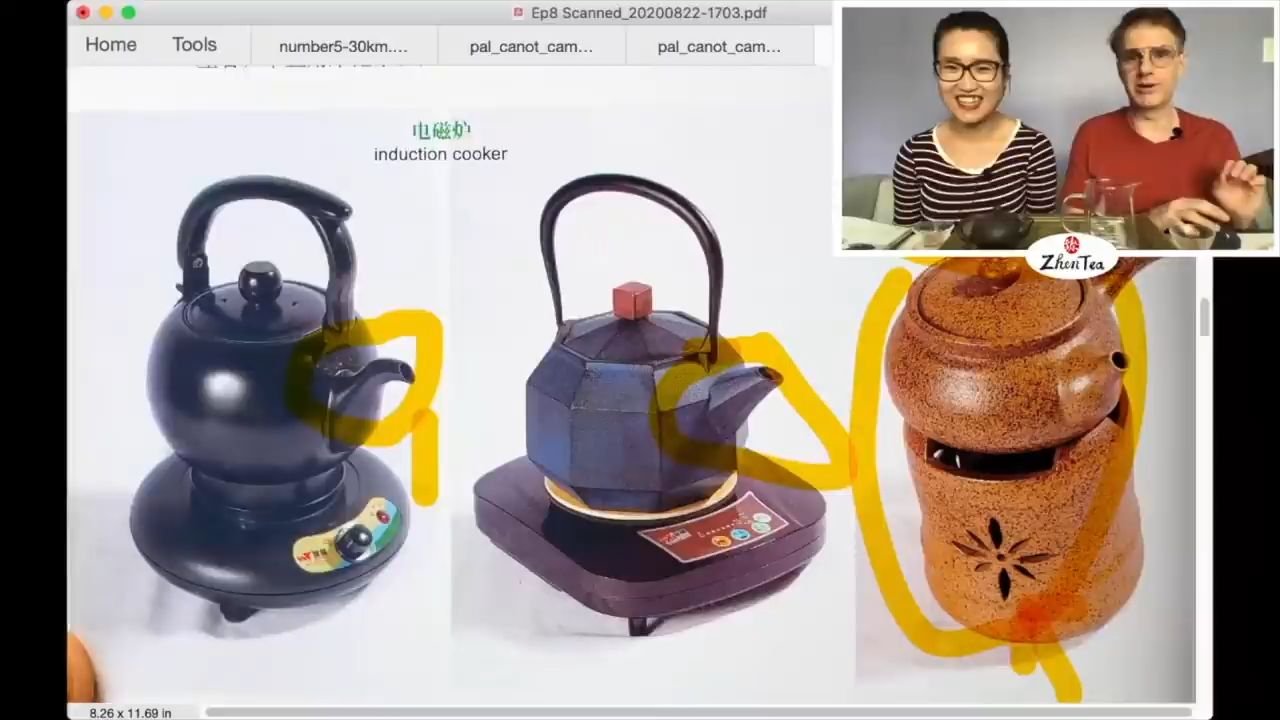 Ep8 Scanned_20200822-1703.pdf
Home
Tools
number5-30km....
pal_canot_cam...
pal_canot_cam...
电磁炉
induction cooker
ZhenTea
8.26 x 11.69 in